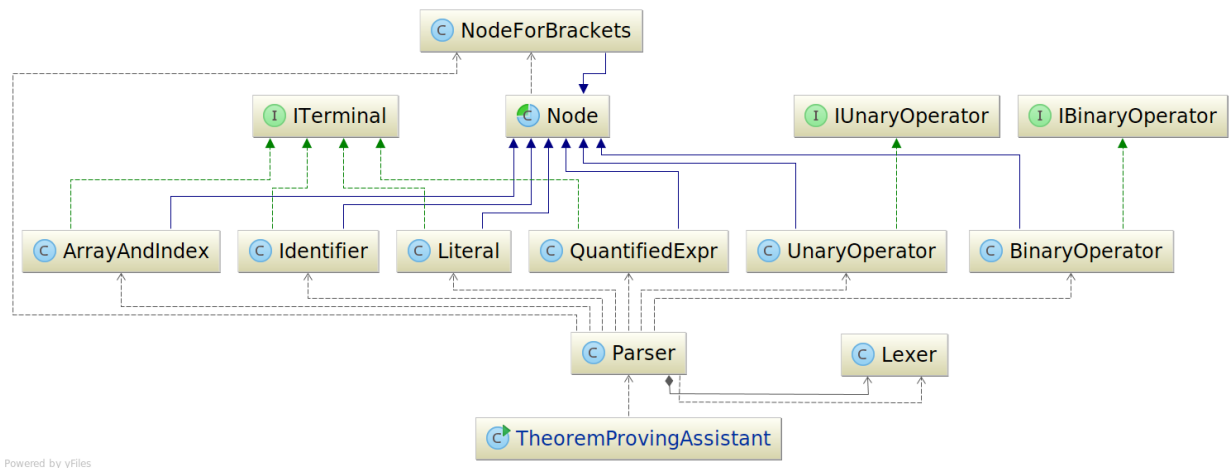 C NodeForBrackets
I ITerminal
C Node
I IUnaryOperator
I IBinaryOperator
C ArrayAndIndex
C Identifier
C Literal
C QuantifiedExpr
C UnaryOperator
C BinaryOperator
C Parser
C Lexer
C TheoremProvingAssistant
Powered by yFiles